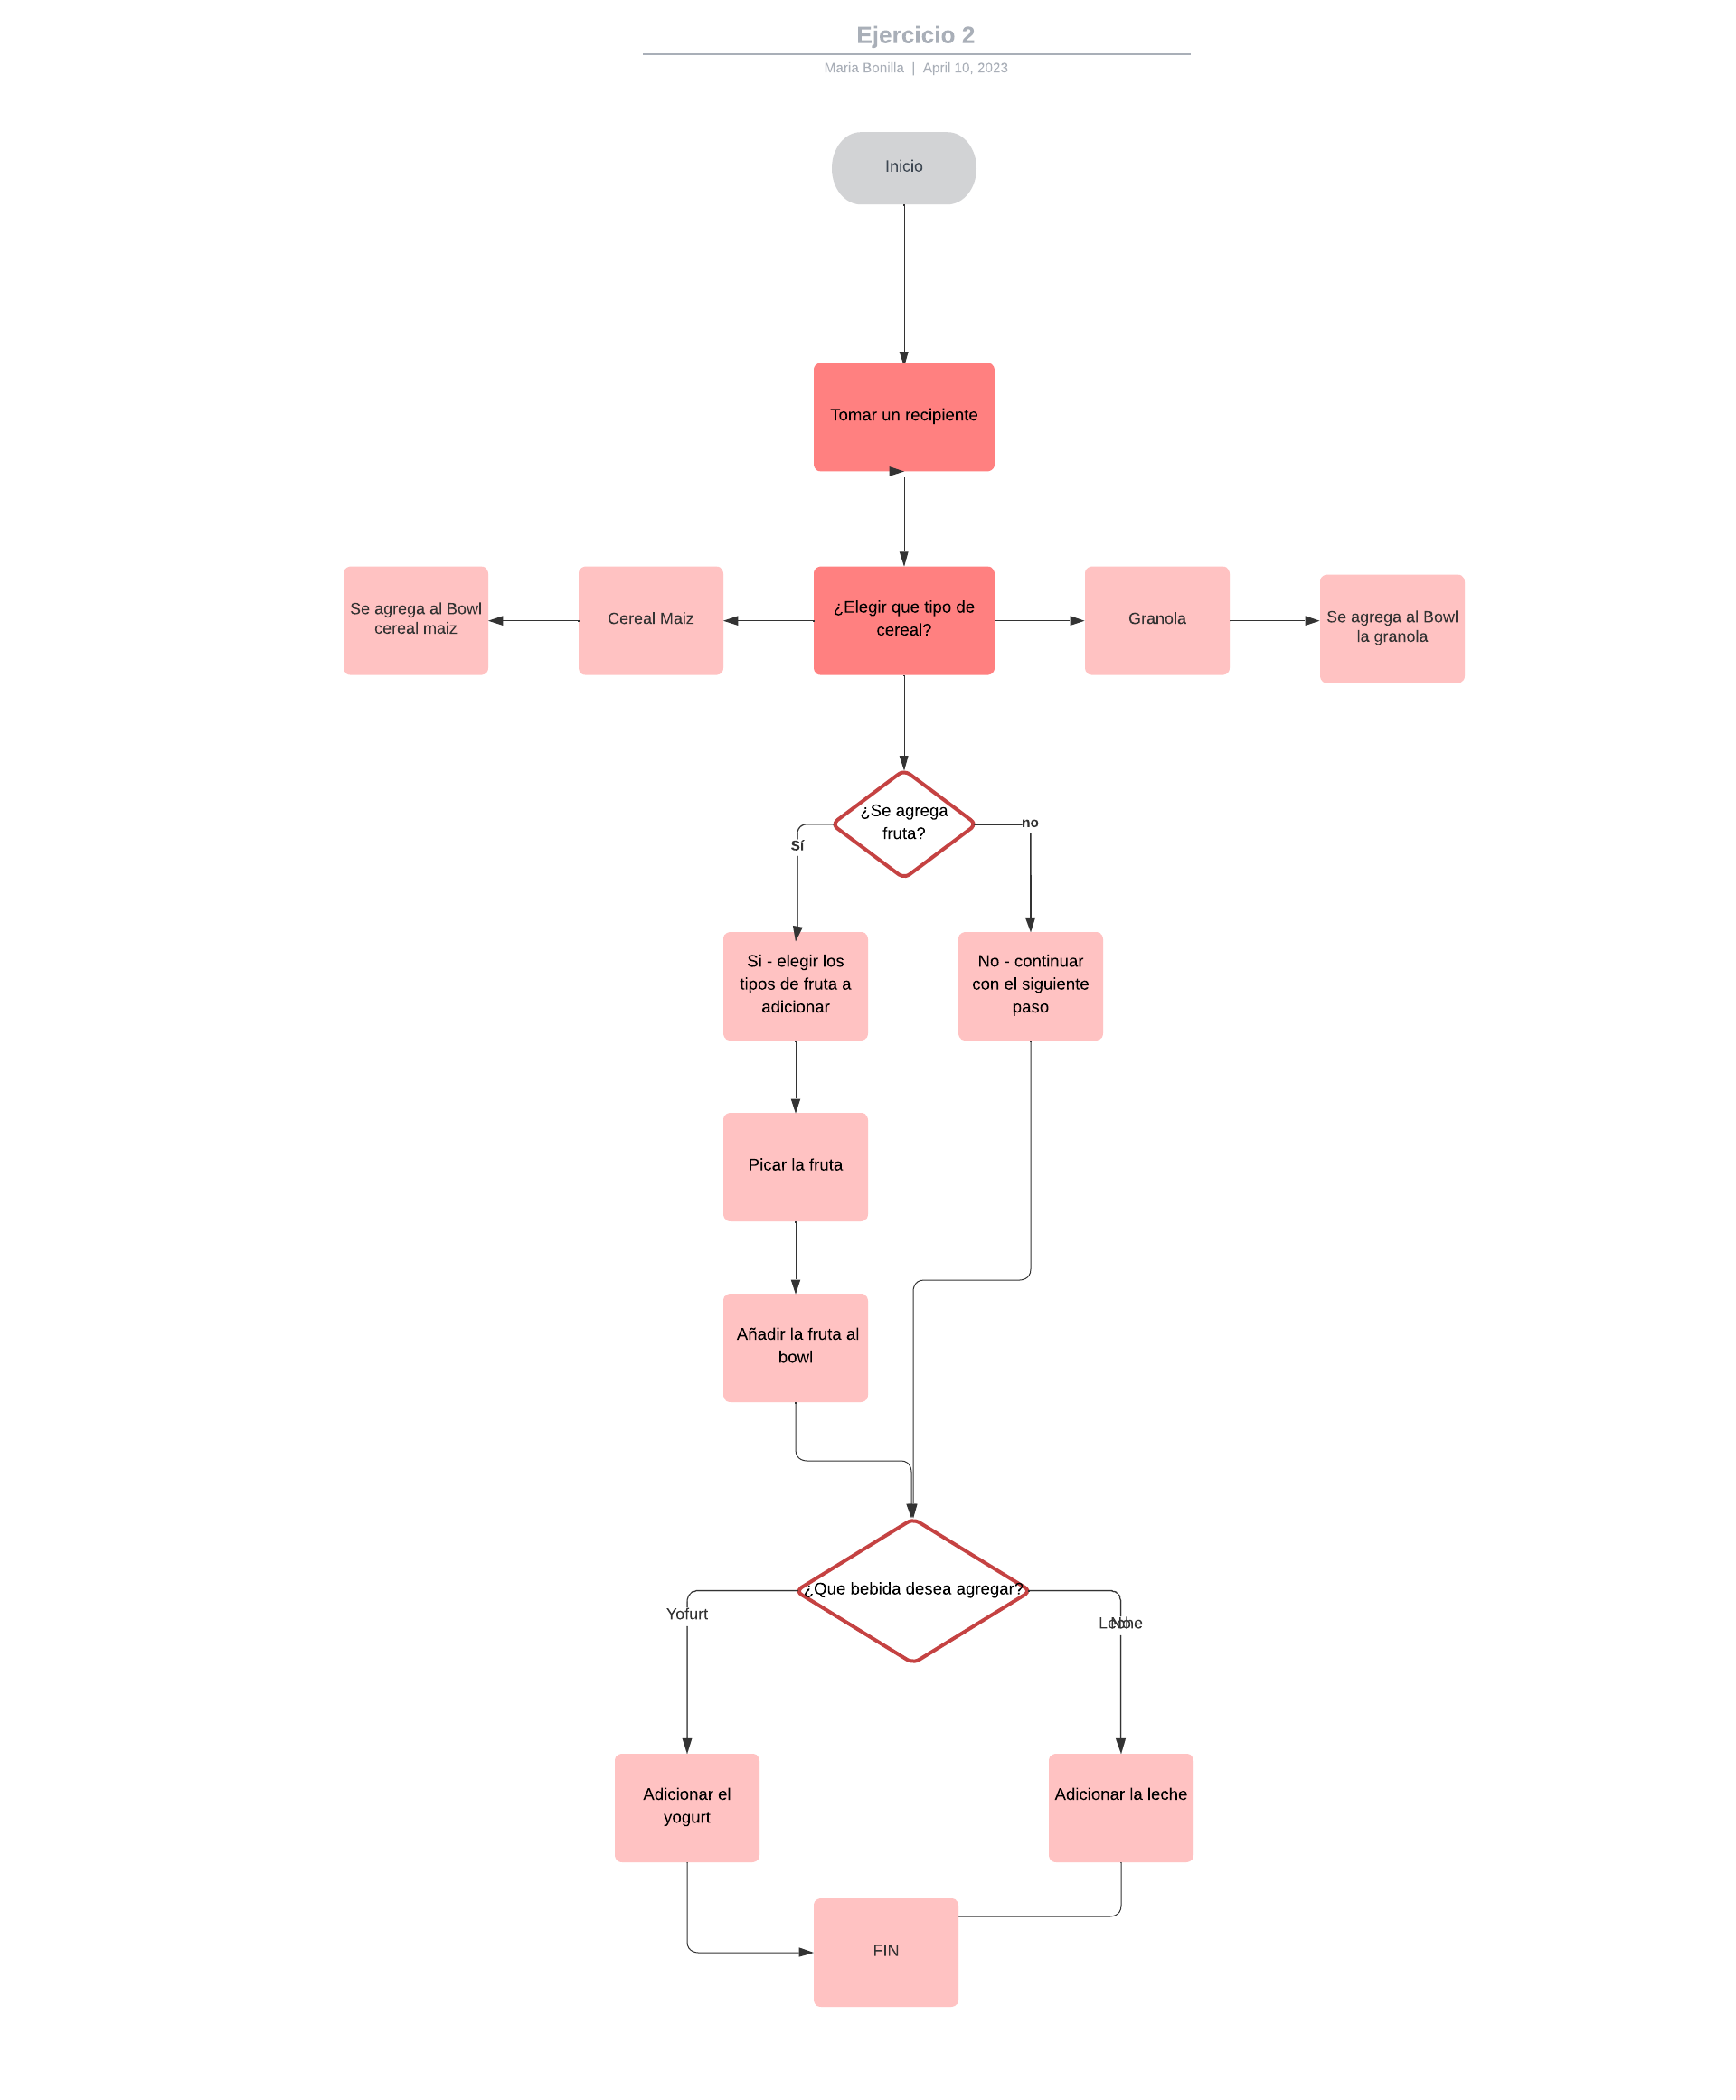 Ejercicio 2
Maria Bonilla | April 10, 2023
Inicio
Tomar un recipiente
Se agrega al Bowl
cereal maiz
Cereal Maiz
¿Elegir que tipo de
cereal?
Granola
Se agrega al Bowl
la granola
¿Se agrega
fruta?
Sí
no
Si - elegir los
tipos de fruta a
adicionar
No - continuar
con el siguiente
paso
Picar la fruta
Añadir la fruta al
bowl
¿Que bebida desea agregar?
Yofurt
Leche
No
Adicionar el
yogurt
Adicionar la leche
FIN